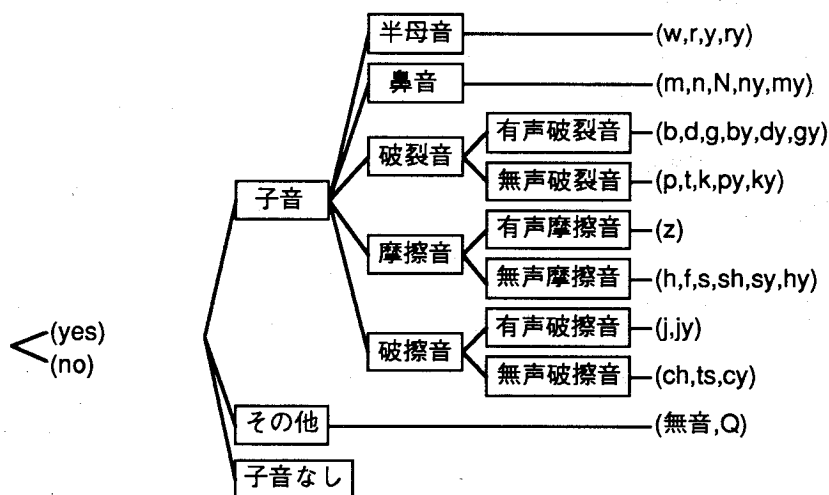 半母音 (w,r,y,ry)
鼻音 (m,n,N,ny,my)
破裂音 有声破裂音 (b,d,g,by,dy,gy)
無声破裂音 (p,t,k,py,ky)
子音
摩擦音 有声摩擦音 (z)
無声摩擦音 (h,f,s,sh,sy,hy)
破擦音 有声破擦音 (j,jy)
無声破擦音 (ch,ts,cy)
(yes)
(no)
その他 (無音,Q)
子音なし